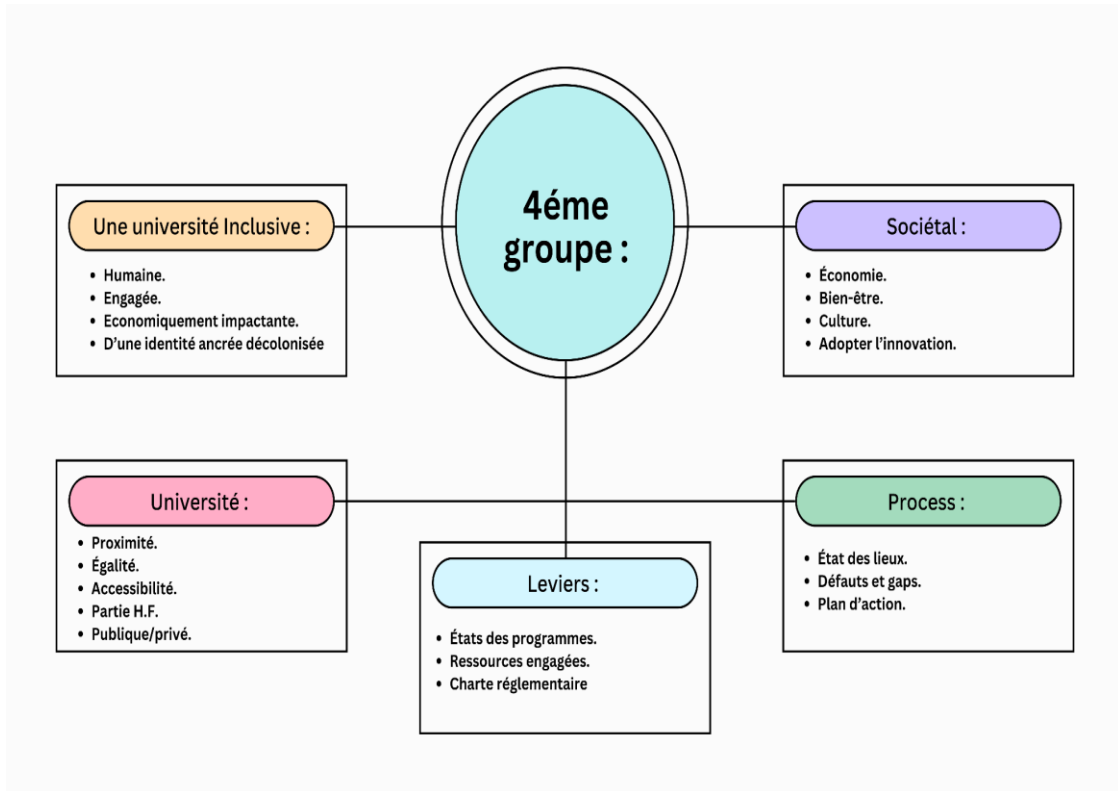 4éme
groupe :
Une université Inclusive :
• Humaine.
• Engagée.
• Economiquement impactante.
• D’une identité ancrée décolonisée
Sociétal :
• Économie.
• Bien-être.
• Culture.
• Adopter l’innovation.
Université :
• Proximité.
• Égalité.
• Accessibilité.
• Partie H.F.
• Publique/privé.
Leviers :
• États des programmes.
• Ressources engagées.
• Charte réglementaire
Process :
• État des lieux.
• Défauts et gaps.
• Plan d’action.